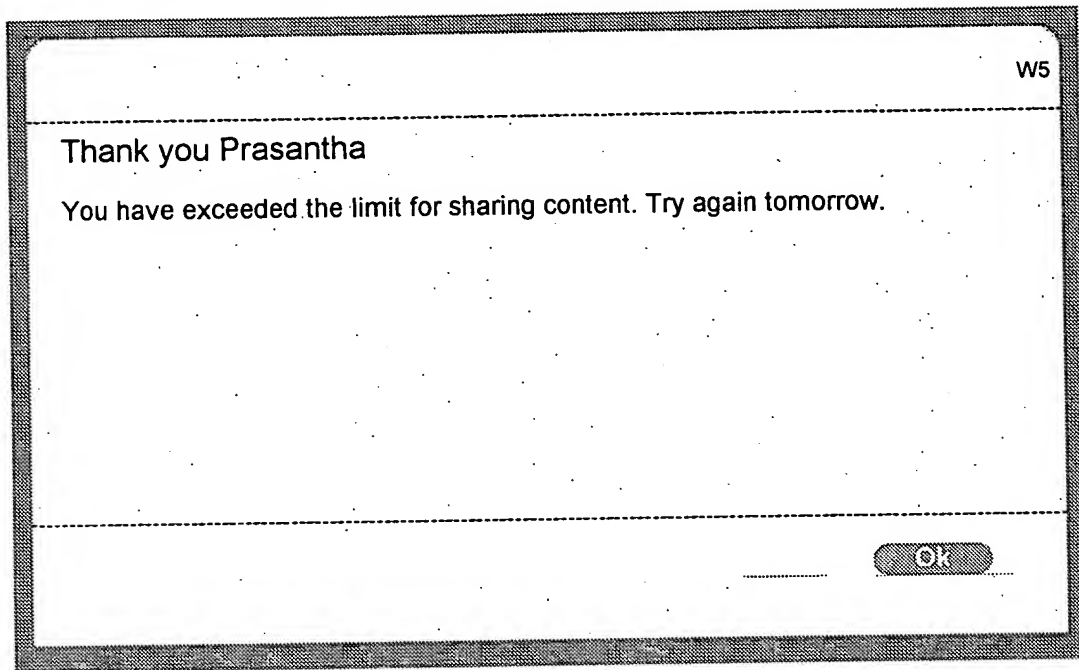 W5
Thank you Prasantha
You have exceeded the limit for sharing content. Try again tomorrow.
Ok